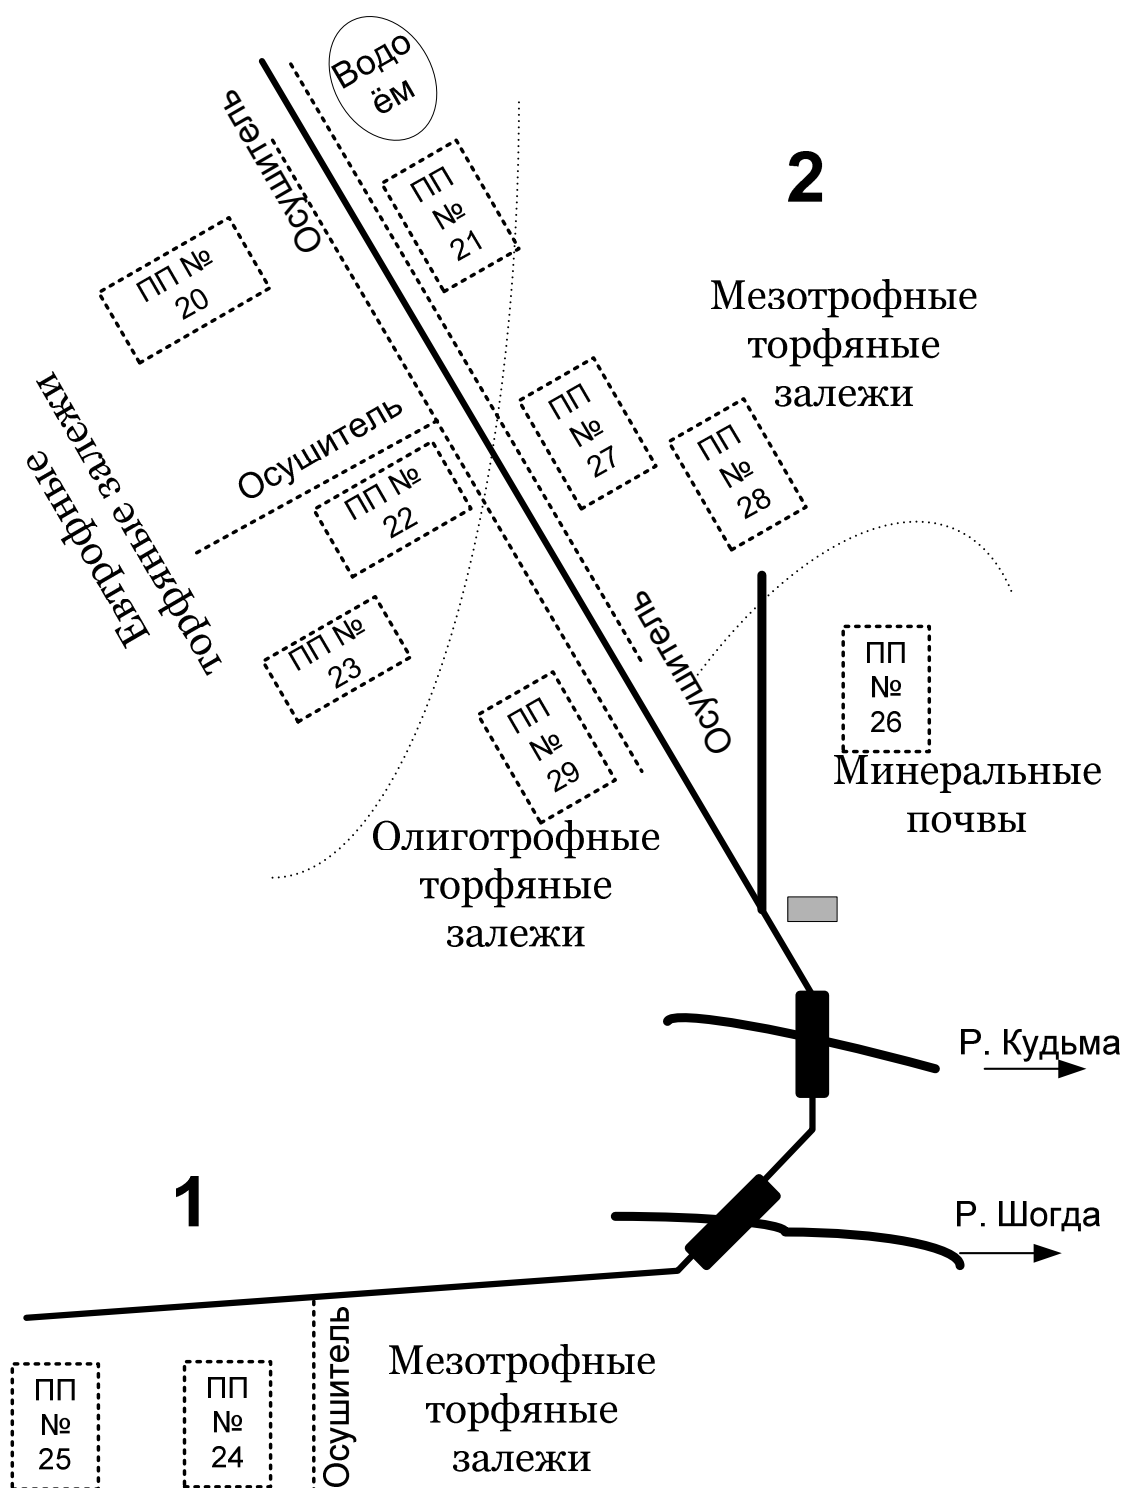 Водо
ём
Осушитель
2
ПП
№
21
ПП №
20
Мезотрофные
торфяные
залежи
Осушитель
ПП
№
27
ПП
№
28
ПП №
22
Евтрофные
торфяные залежи
Осушитель
ПП №
23
ПП
№
26
ПП
№
29
Минеральные
почвы
Олиготрофные
торфяные
залежи
Р. Кудьма
1
Р. Шогда
Осушитель
Мезотрофные
торфяные
залежи
ПП
№
25
ПП
№
24